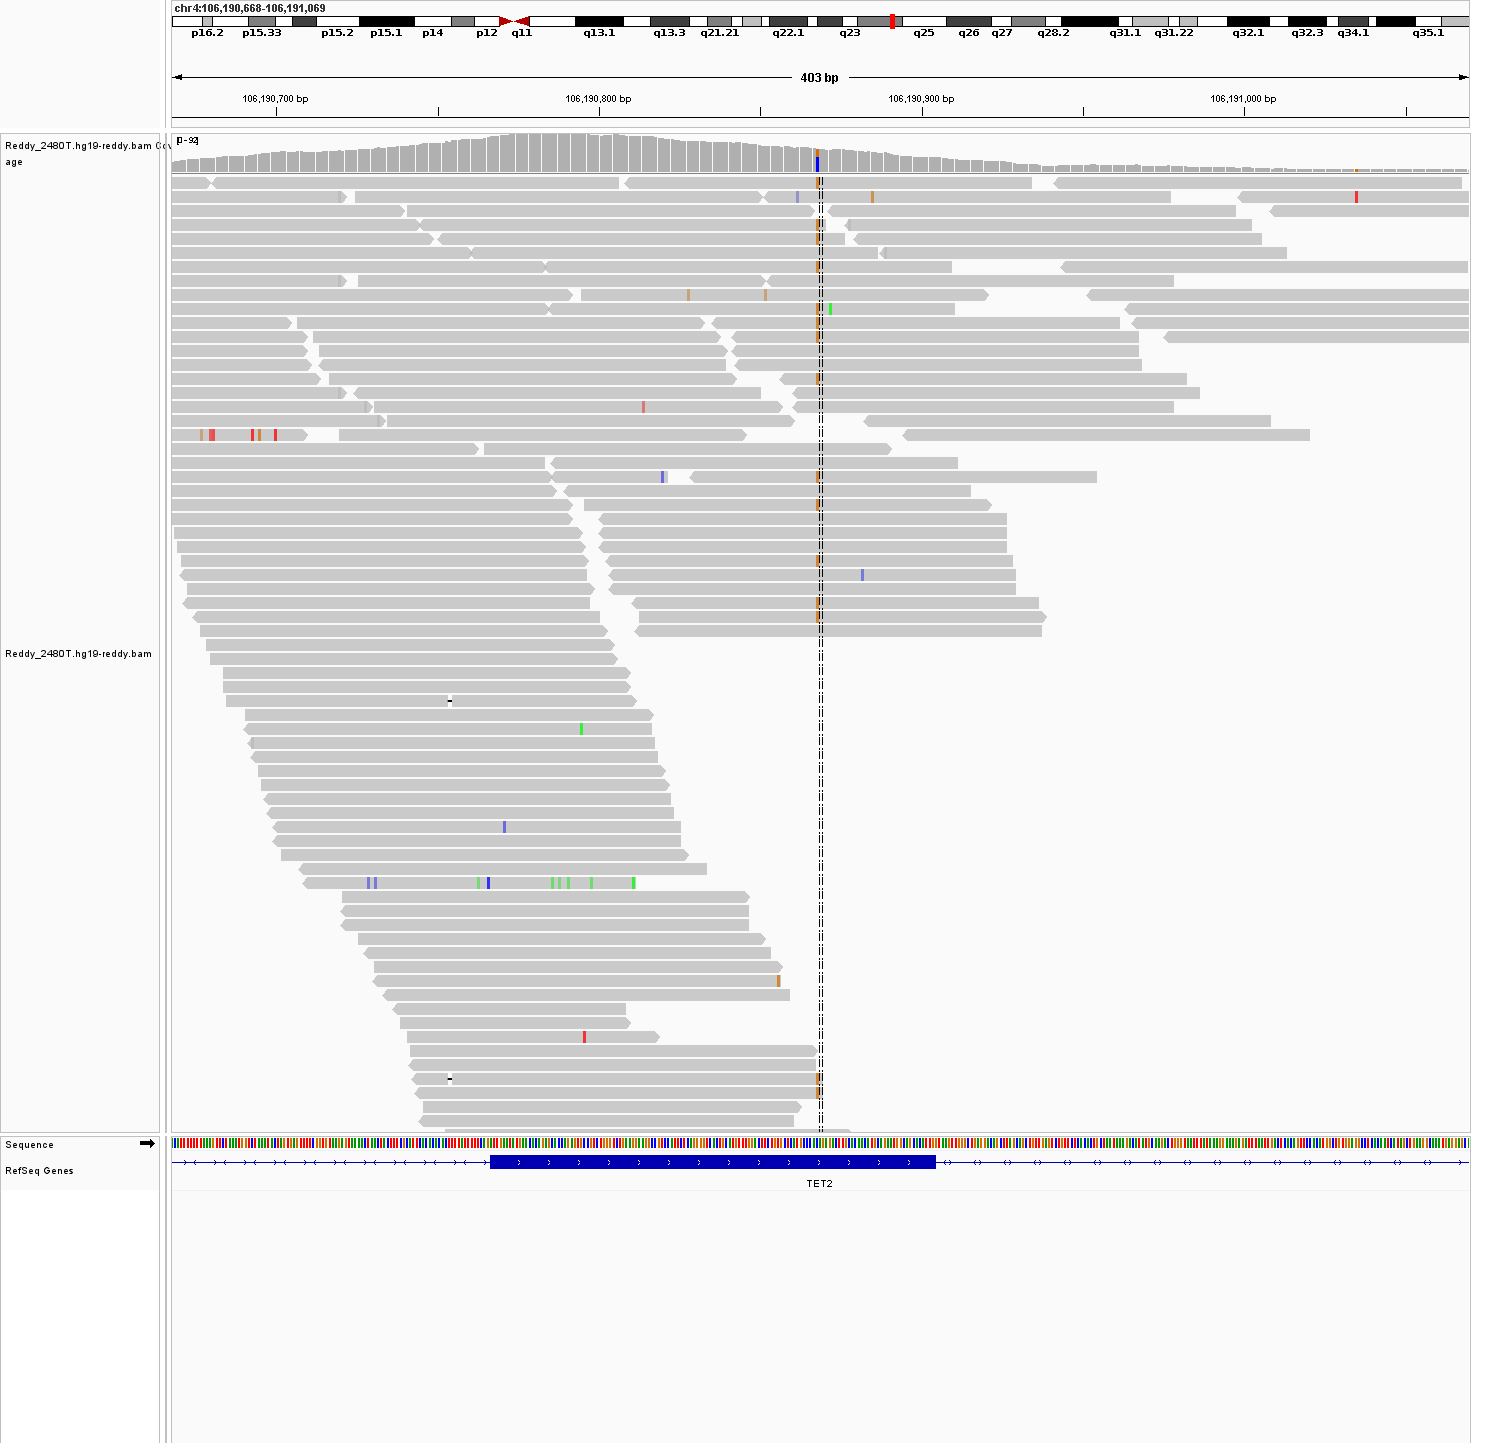 chr4:106,190,668-106,191,069
p16.2 p15.33 p15.2 p15.1 p14 p12 q11 q13.1 q13.3 q21.21 q22.1 q23 q25 q26 q27 q28.2 q31.1 q31.22 q32.1 q32.3 q34.1 q35.1
403 bp
106,190,700 bp 106,190,800 bp 106,190,900 bp 106,191,000 bp
Reddy_2480T.hg19-reddy.bam Cov
age
[0-92]
Reddy_2480T.hg19-reddy.bam
Sequence
RefSeq Genes
TET2